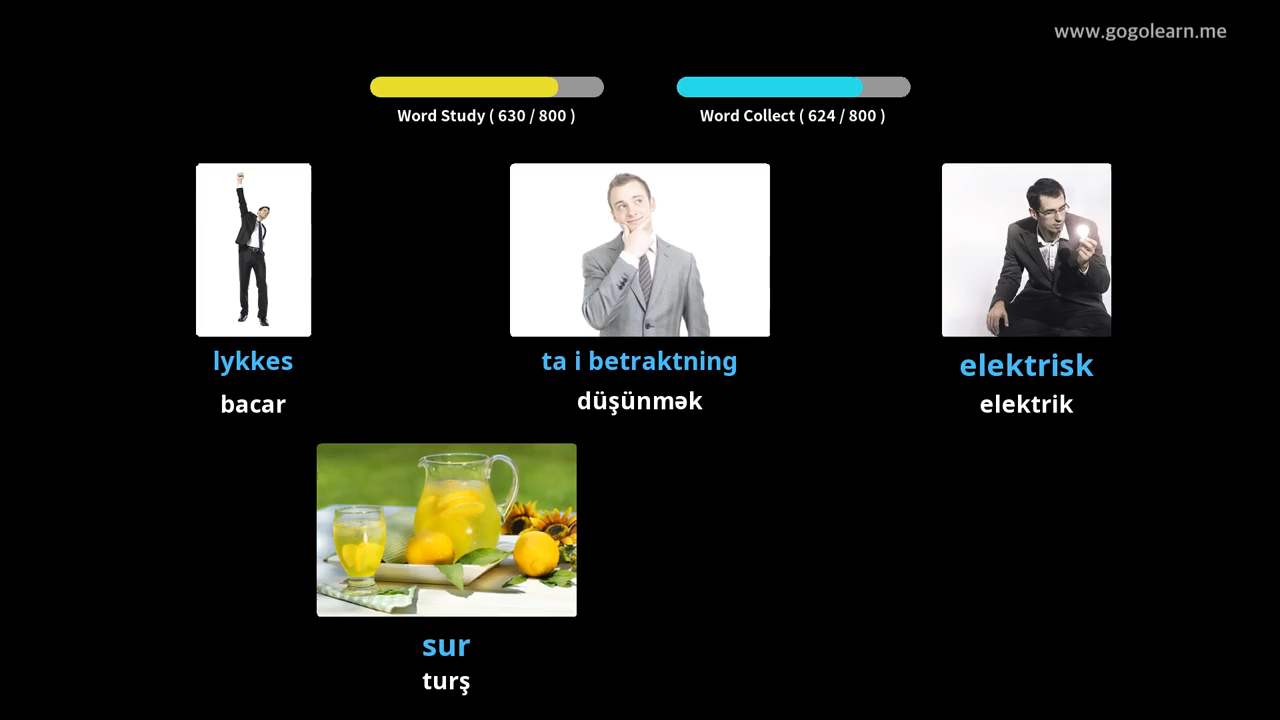 www.gogolearn.me
Word Study ( 630 / 800 )
Word Collect ( 624 / 800 )
lykkes
bacar
ta i betraktning
düşünmək
elektrisk
elektrik
sur
turş